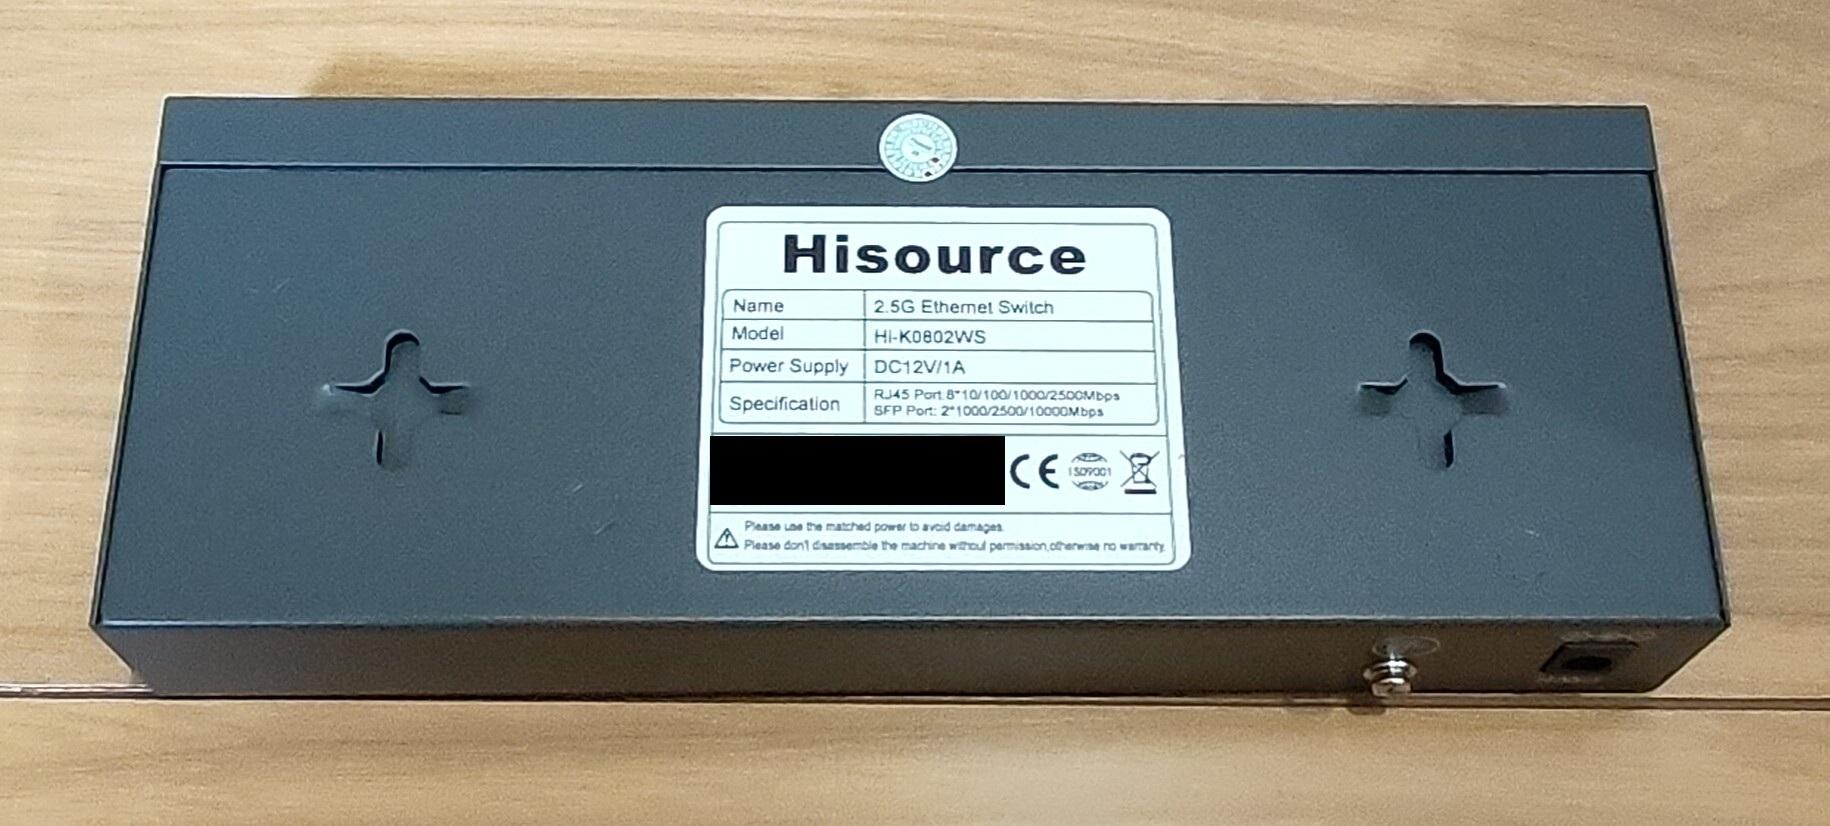 Hisource
Name 2.5G Ethernet Switch
Model HI-K0802WS
Power Supply DC12V/1A
Specification RJ45 Port:8*10/100/1000/2500Mbps
SFP Port: 2*1000/2500/10000Mbps
CE ISO9001
Please use the matched power to avoid damages.
Please don't disassemble the machine without permission,otherwise no warranty.